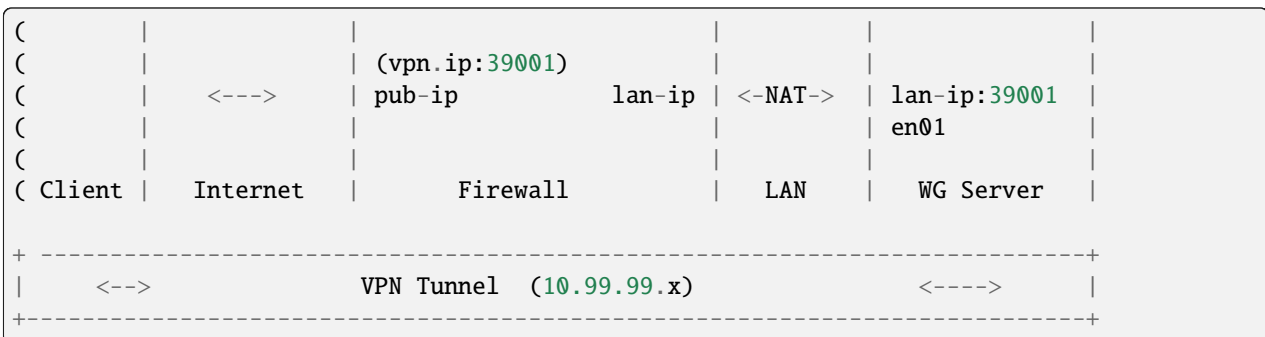 (        |              |                              |            |                  |
(        |              | (vpn.ip:39001)               |            |                  |
(        |     <--->    | pub-ip               lan-ip  | <-NAT->    | lan-ip:39001     |
(        |              |                              |            | en01             |
(        |              |                              |            |                  |
( Client |   Internet   |        Firewall              |    LAN     |   WG Server      |
+ --------------------------------------------------------------------------+
|     <-->               VPN Tunnel  (10.99.99.x)                <---->       |
+---------------------------------------------------------------------------+